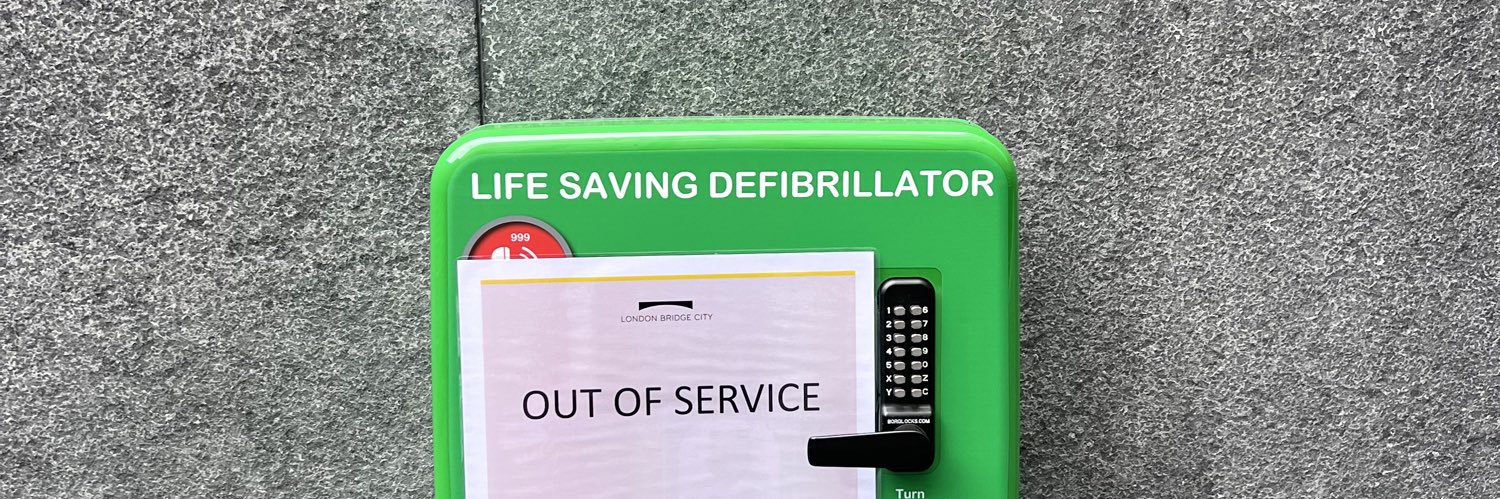 LIFE SAVING DEFIBRILLATOR
999
LONDON BRIDGE CITY
OUT OF SERVICE
1 6
2 7
3 8
4 9
5 0
X Z
Y C
BORGLOCKS.COM
Turn